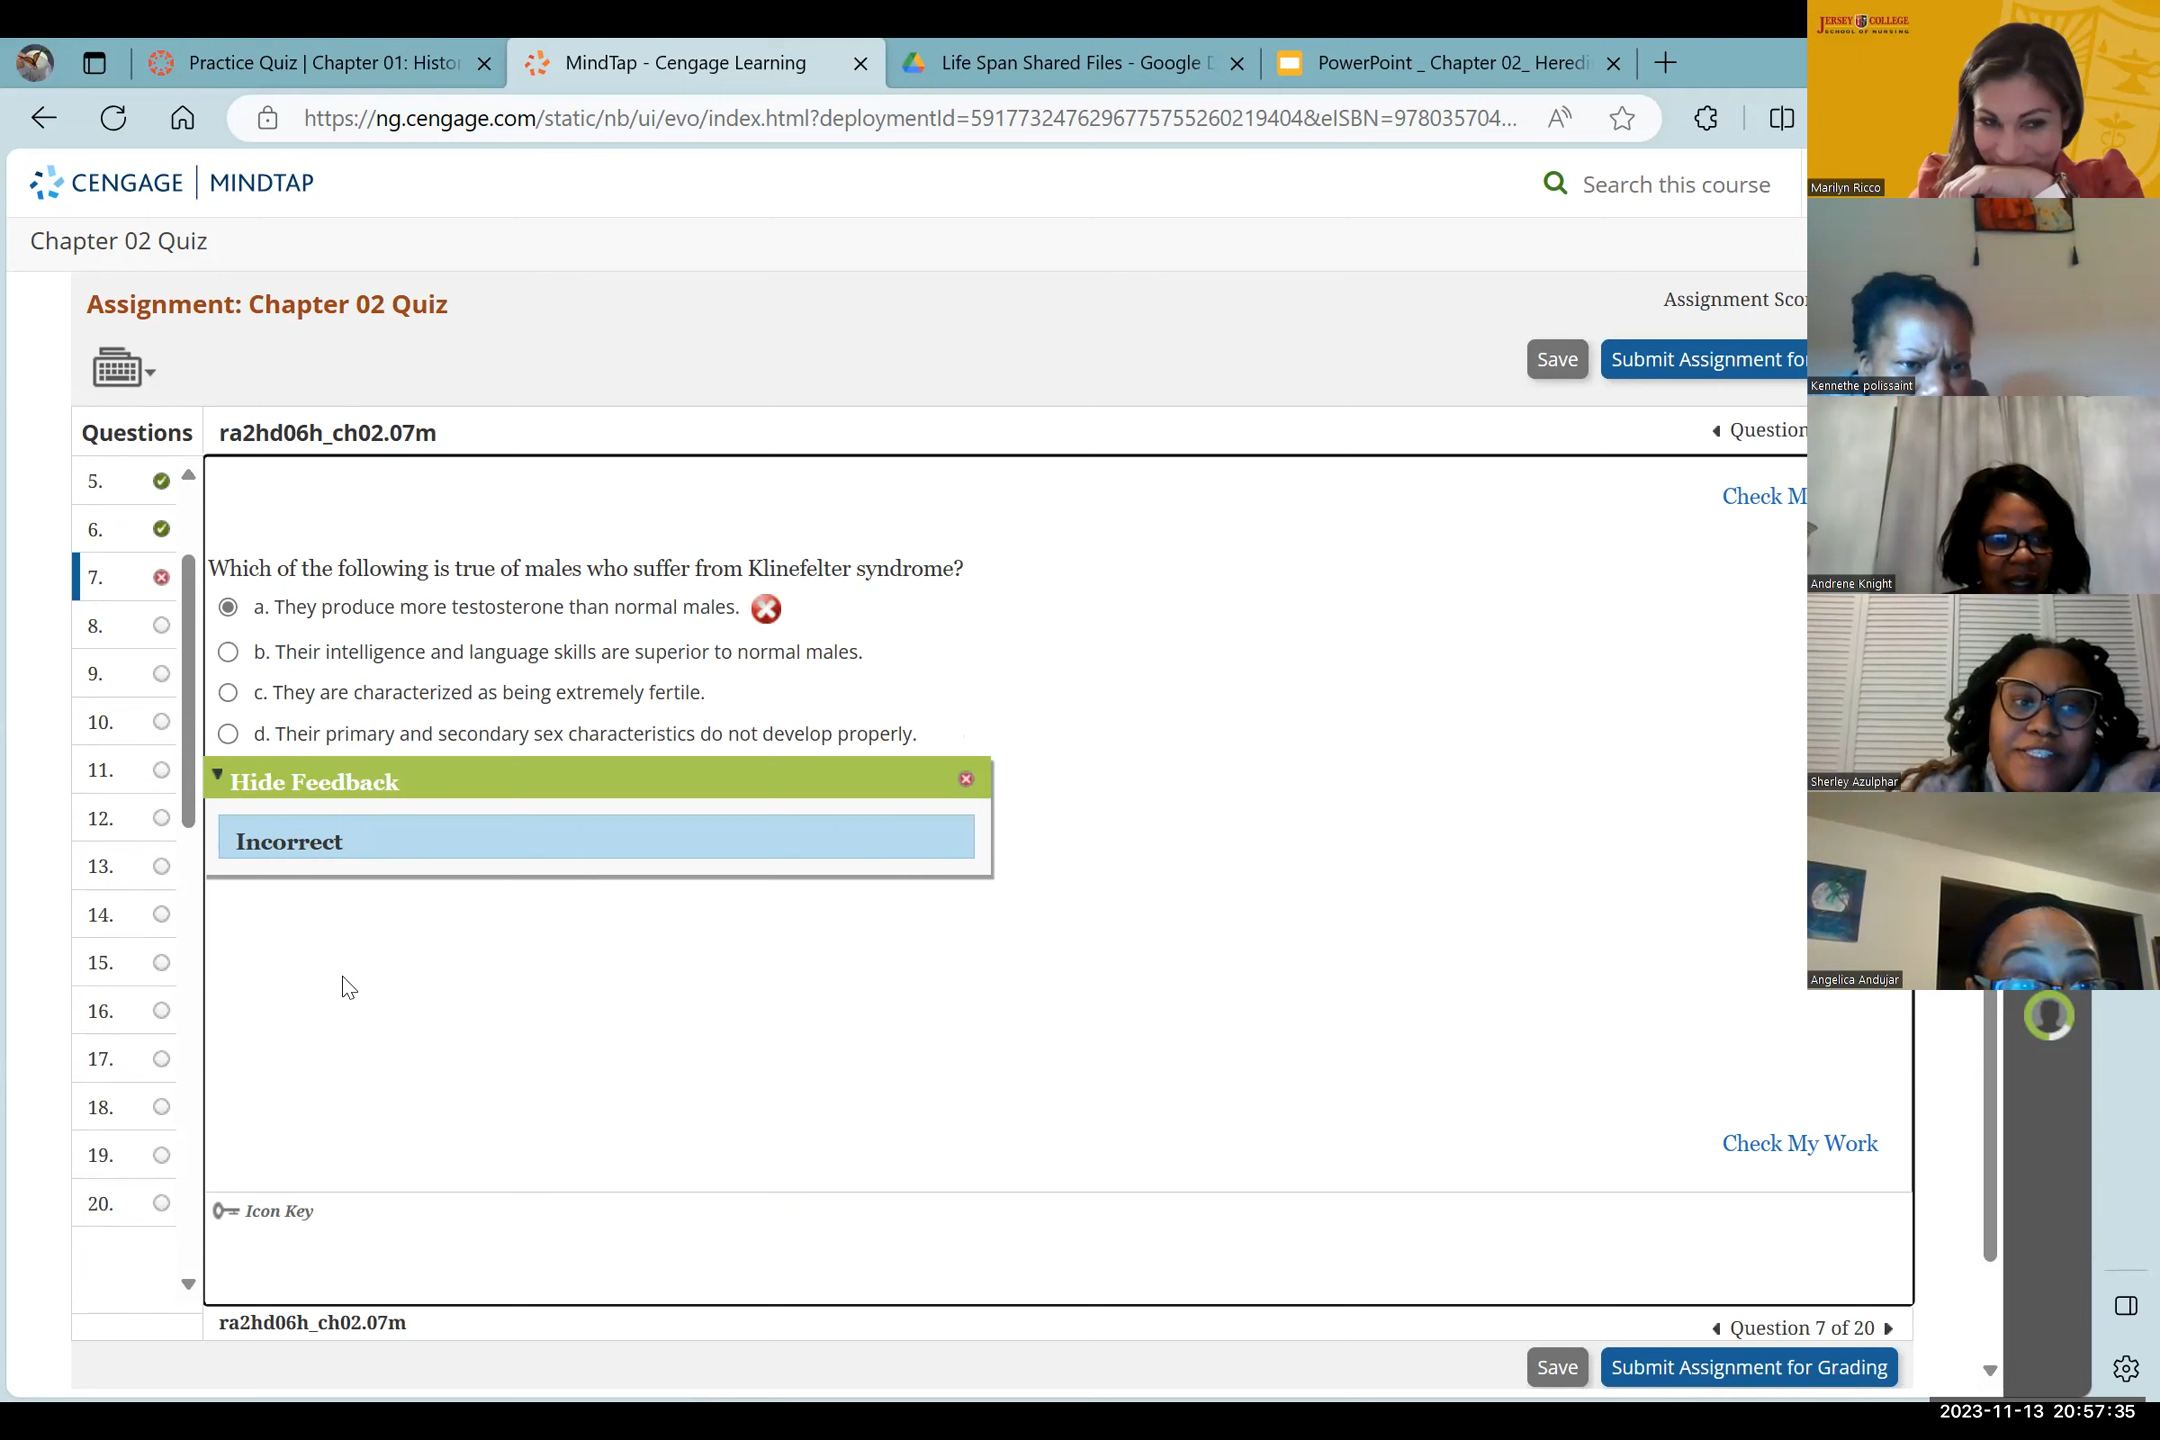 Practice Quiz | Chapter 01: Histo
MindTap - Cengage Learning
Life Span Shared Files - Google D
PowerPoint _ Chapter 02_ Heredi
https://ng.cengage.com/static/nb/ui/evo/index.html?deploymentId=59177324762967757552602194​04&eISBN=978035704...
CENGAGE | MINDTAP
Search this course
Chapter 02 Quiz
Assignment: Chapter 02 Quiz
Assignment Sco
Save
Submit Assignment fo
Questions
ra2hd06h_ch02.07m
Question
5.
6.
7.
8.
9.
10.
11.
12.
13.
14.
15.
16.
17.
18.
19.
20.
Check M
Which of the following is true of males who suffer from Klinefelter syndrome?
a. They produce more testosterone than normal males.
b. Their intelligence and language skills are superior to normal males.
c. They are characterized as being extremely fertile.
d. Their primary and secondary sex characteristics do not develop properly.
Hide Feedback
Incorrect
Check My Work
Icon Key
ra2hd06h_ch02.07m
Question 7 of 20
Save
Submit Assignment for Grading
JERSEY COLLEGE
SCHOOL OF NURSING
Marilyn Ricco
Kennethe polissaint
Andrene Knight
Sherley Azulphar
Angelica Andujar
2023-11-13 20:57:35